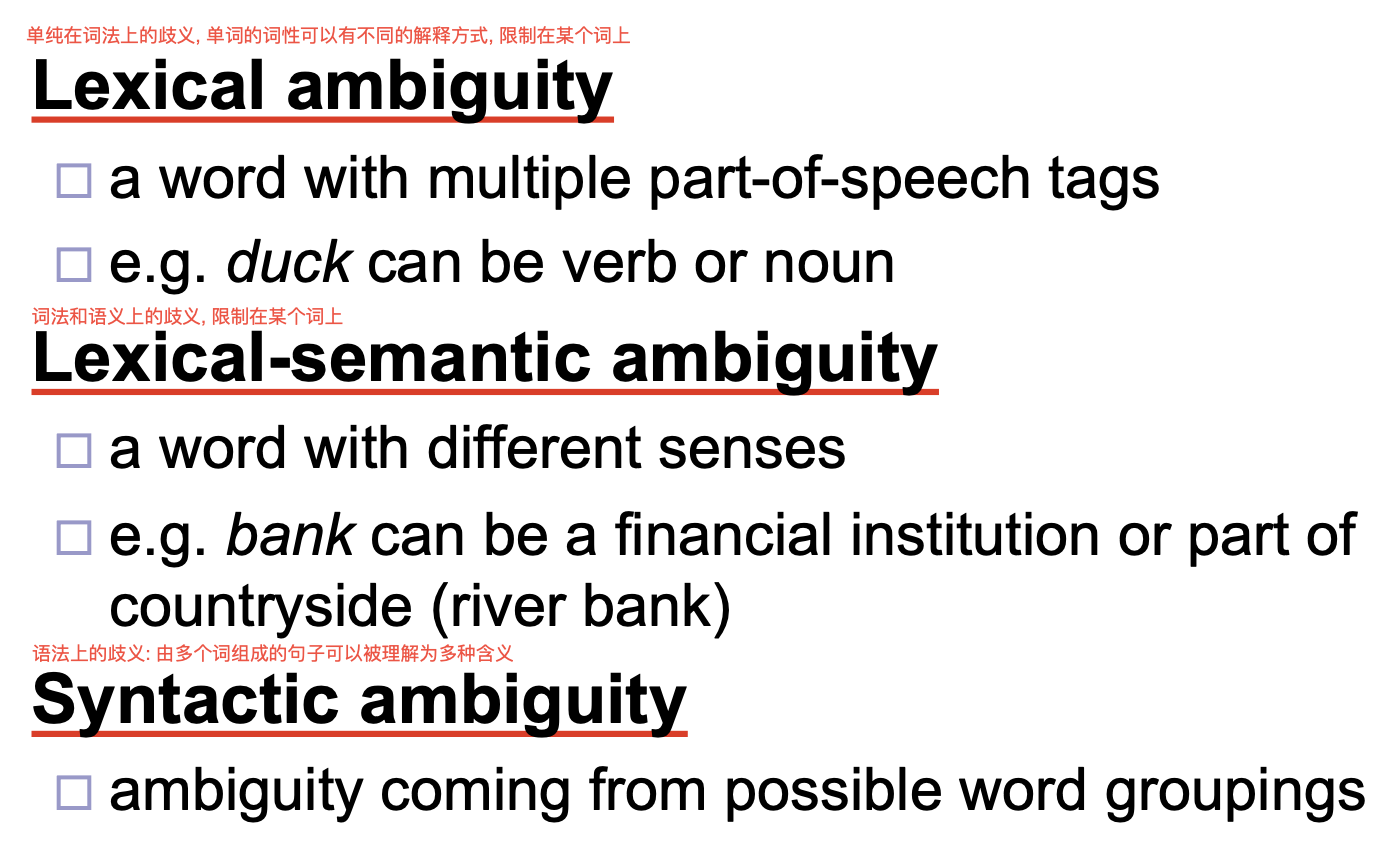 单纯在词法上的歧义, 单词的词性可以有不同的解释方式, 限制在某个词上
Lexical ambiguity
a word with multiple part-of-speech tags
e.g. duck can be verb or noun
词法和语义上的歧义, 限制在某个词上
Lexical-semantic ambiguity
a word with different senses
e.g. bank can be a financial institution or part of
countryside (river bank)
语法上的歧义: 由多个词组成的句子可以被理解为多种含义
Syntactic ambiguity
ambiguity coming from possible word groupings